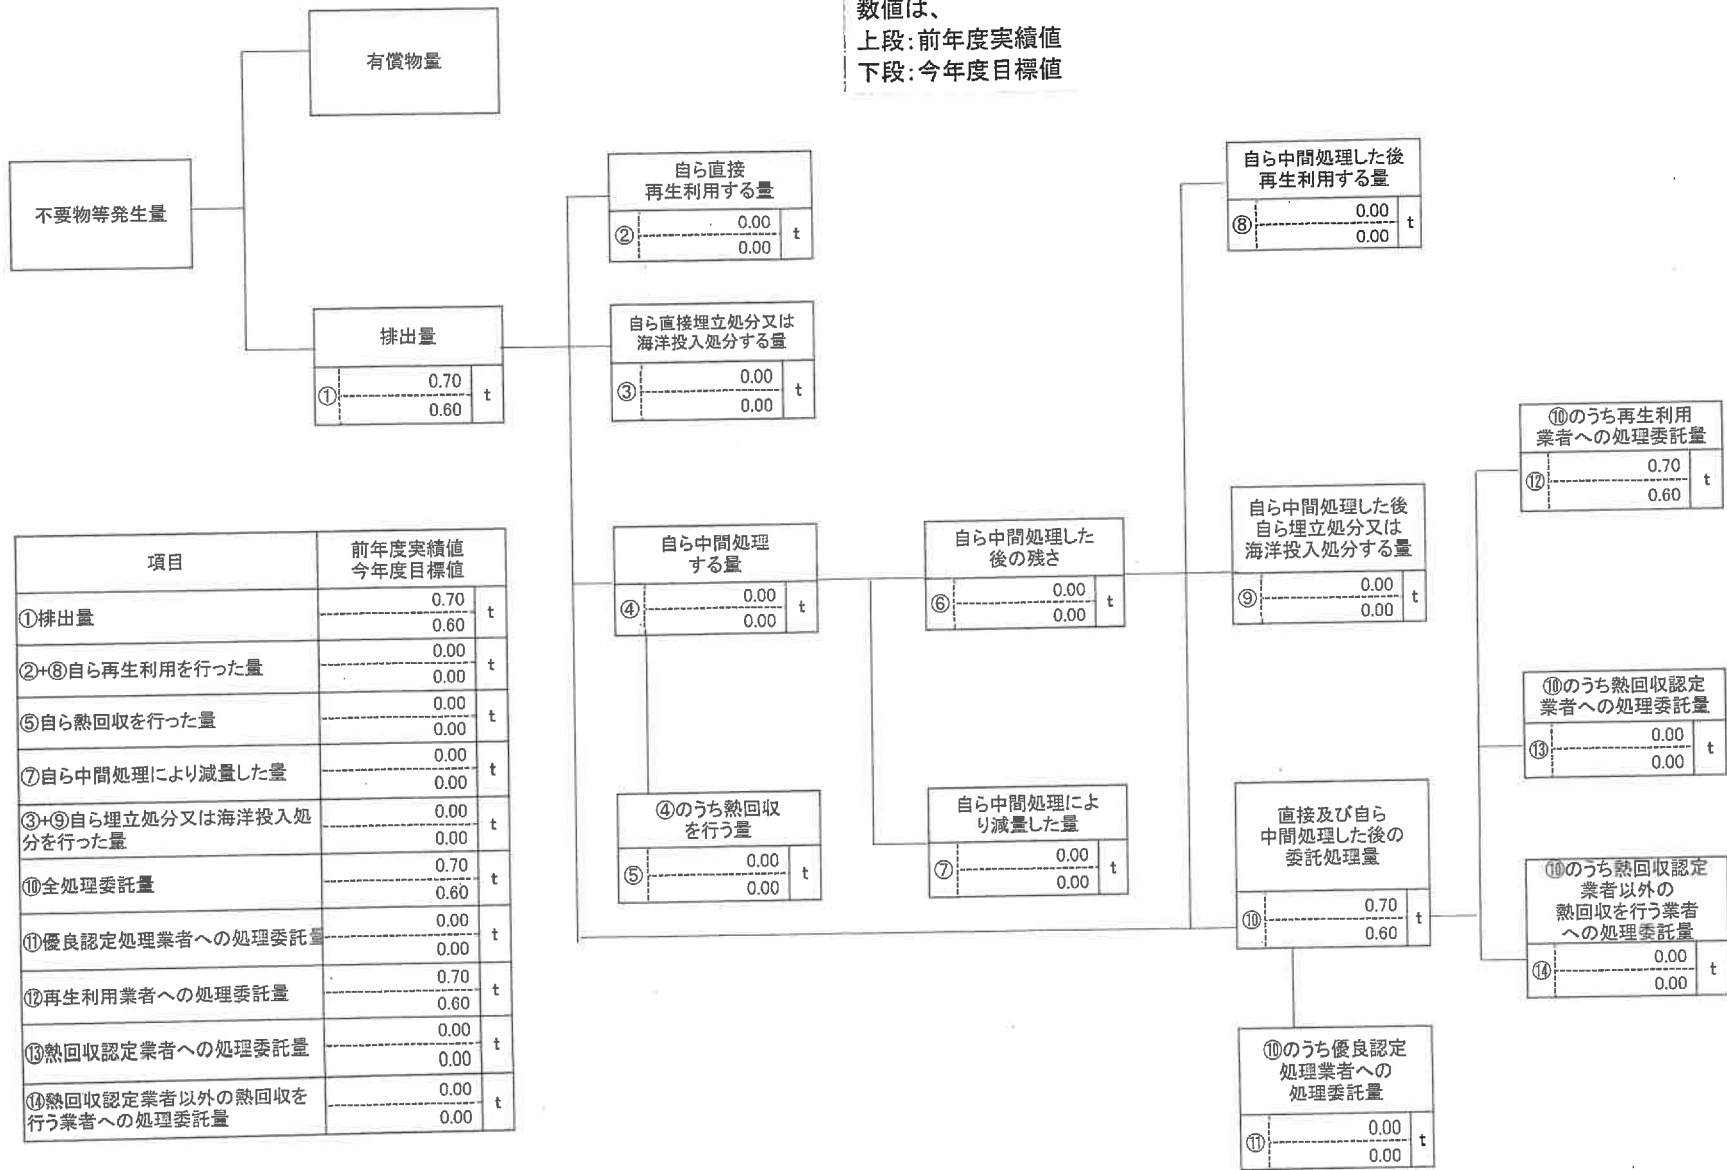 数値は、
上段:前年度実績値
下段:今年度目標値
有償物量
不要物等発生量
排出量
① 0.70 t
0.60
自ら直接
再生利用する量
② 0.00 t
0.00
自ら直接埋立処分又は
海洋投入処分する量
③ 0.00 t
0.00
自ら中間処理
する量
④ 0.00 t
0.00
④のうち熱回収
を行う量
⑤ 0.00 t
0.00
自ら中間処理した
後の残さ
⑥ 0.00 t
0.00
自ら中間処理によ
り減量した量
⑦ 0.00 t
0.00
自ら中間処理した後
再生利用する量
⑧ 0.00 t
0.00
自ら中間処理した後
自ら埋立処分又は
海洋投入処分する量
⑨ 0.00 t
0.00
直接及び自ら
中間処理した後の
委託処理量
⑩ 0.70 t
0.60
⑩のうち優良認定
処理業者への
処理委託量
⑪ 0.00 t
0.00
⑩のうち再生利用
業者への処理委託量
⑫ 0.70 t
0.60
⑩のうち熱回収認定
業者への処理委託量
⑬ 0.00 t
0.00
⑩のうち熱回収認定
業者以外の
熱回収を行う業者
への処理委託量
⑭ 0.00 t
0.00
項目 前年度実績値
今年度目標値
①排出量 0.70 t
0.60
②+⑧自ら再生利用を行った量 0.00 t
0.00
⑤自ら熱回収を行った量 0.00 t
0.00
⑦自ら中間処理により減量した量 0.00 t
0.00
③+⑨自ら埋立処分又は海洋投入処 0.00 t
分を行った量 0.00
⑩全処理委託量 0.70 t
0.60
⑪優良認定処理業者への処理委託量 0.00 t
0.00
⑫再生利用業者への処理委託量 0.70 t
0.60
⑬熱回収認定業者への処理委託量 0.00 t
0.00
⑭熱回収認定業者以外の熱回収を 0.00 t
行う業者への処理委託量 0.00